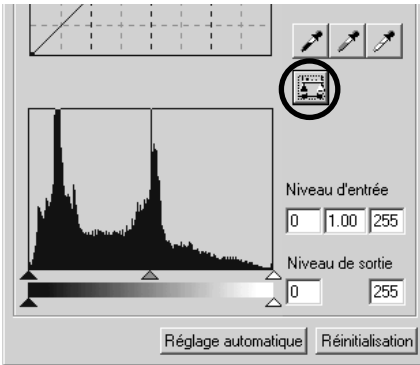 Niveau d'entrée
0 1.00 255
Niveau de sortie
0 255
Réglage automatique Réinitialisation